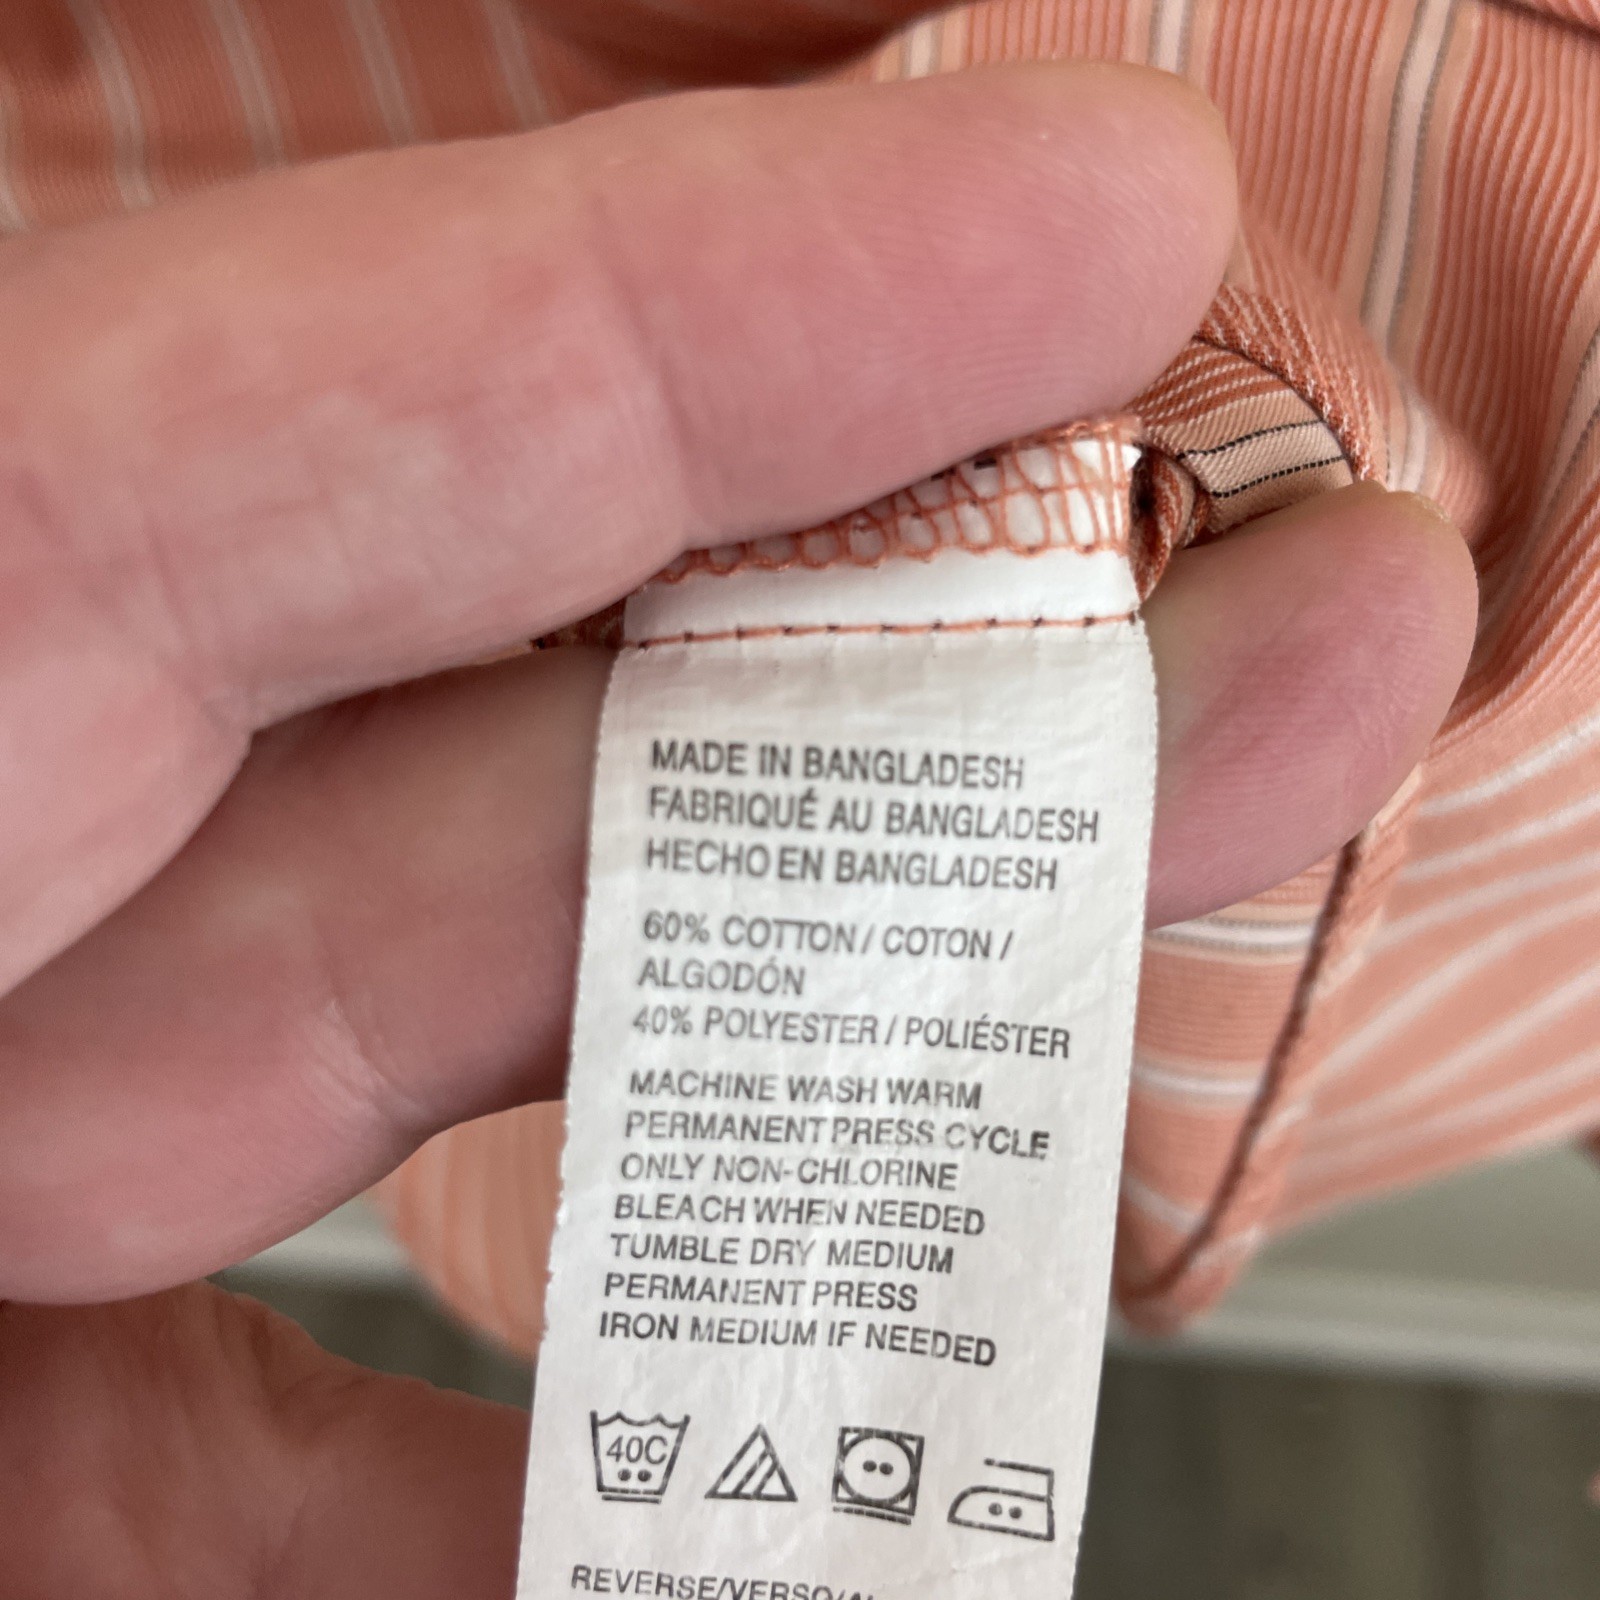 MADE IN BANGLADESH
FABRIQUÉ AU BANGLADESH
HECHO EN BANGLADESH
60% COTTON / COTON /
ALGODÓN
40% POLYESTER / POLIÉSTER
MACHINE WASH WARM
PERMANENT PRESS CYCLE
ONLY NON-CHLORINE
BLEACH WHEN NEEDED
TUMBLE DRY MEDIUM
PERMANENT PRESS
IRON MEDIUM IF NEEDED
40C
REVERSE/VERSO/